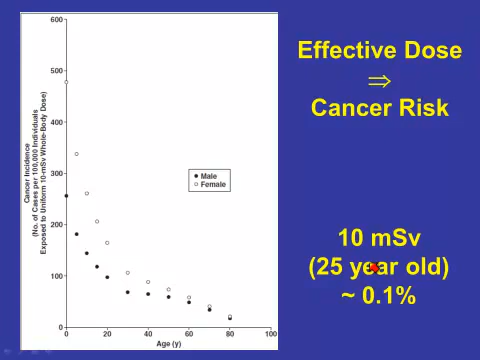 Effective Dose
⇒
Cancer Risk
10 mSv
(25 year old)
~ 0.1%
Cancer Incidence
(No. of Cases per 100,000 Individuals
Exposed to Uniform 10-mSv Whole-Body Dose)
600
500
400
300
200
100
0
0
20
40
60
80
100
Age (y)
Male
Female